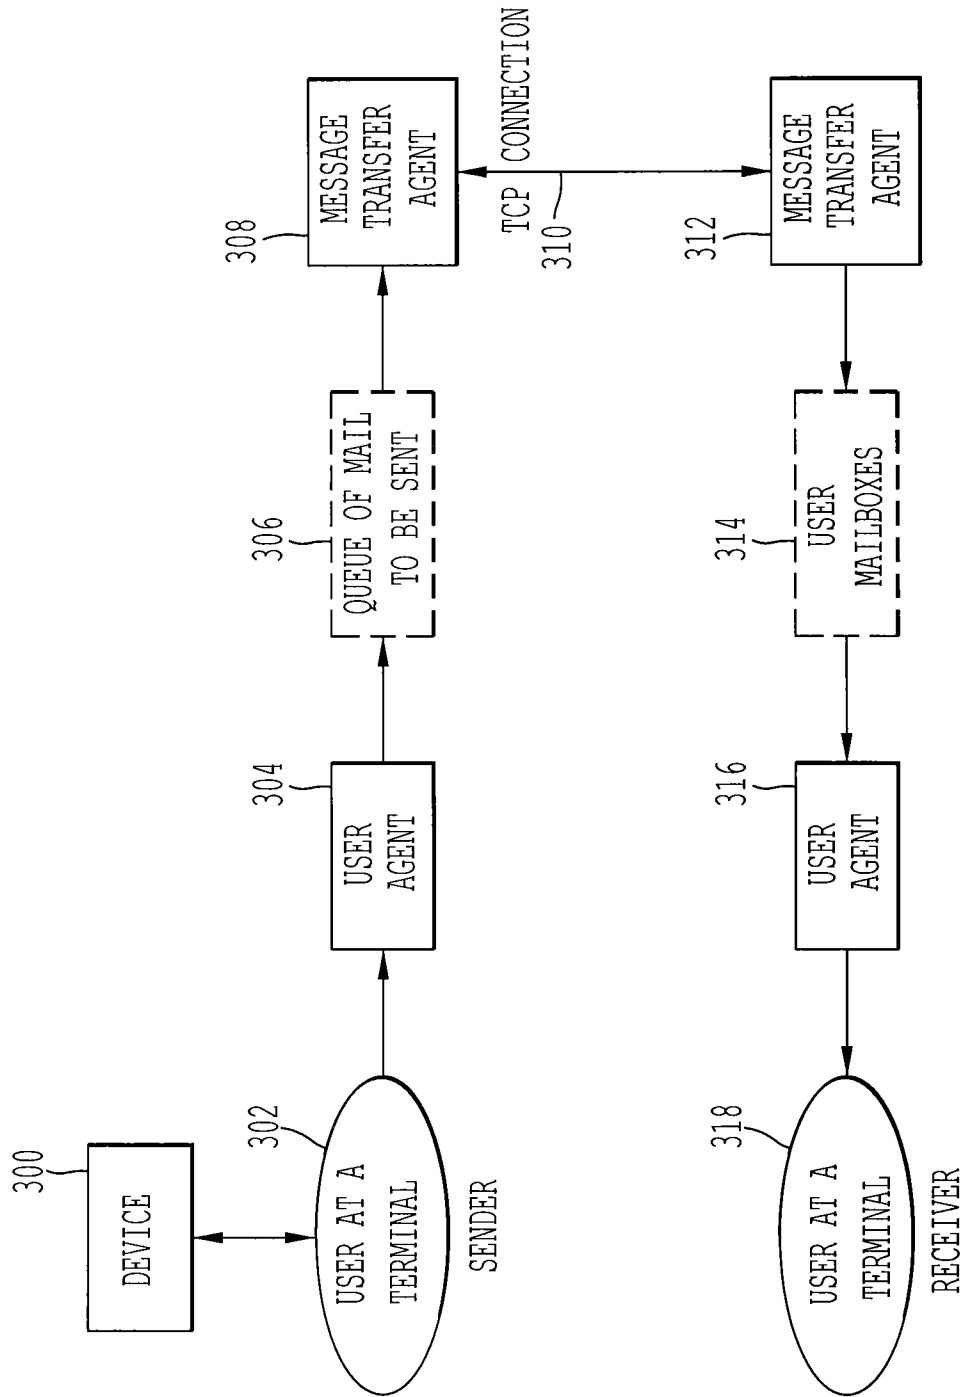 300
DEVICE
302
USER AT A
TERMINAL
SENDER
304
USER
AGENT
306
QUEUE OF MAIL
TO BE SENT
308
MESSAGE
TRANSFER
AGENT
TCP CONNECTION
310
312
MESSAGE
TRANSFER
AGENT
314
USER
MAILBOXES
316
USER
AGENT
318
USER AT A
TERMINAL
RECEIVER